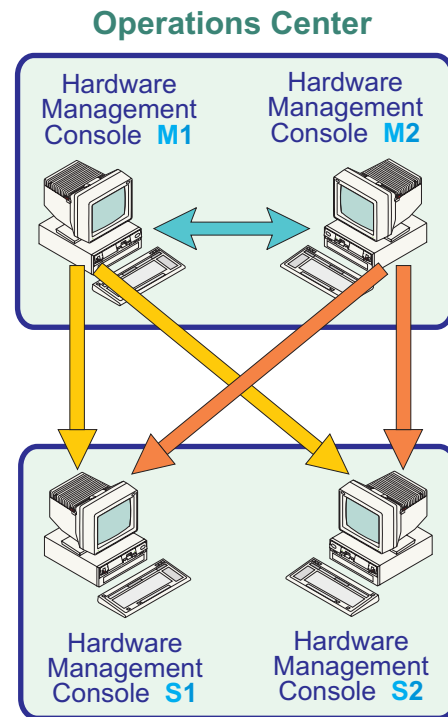 Operations Center
Hardware
Management
Console M1
Hardware
Management
Console M2
Hardware
Management
Console S1
Hardware
Management
Console S2